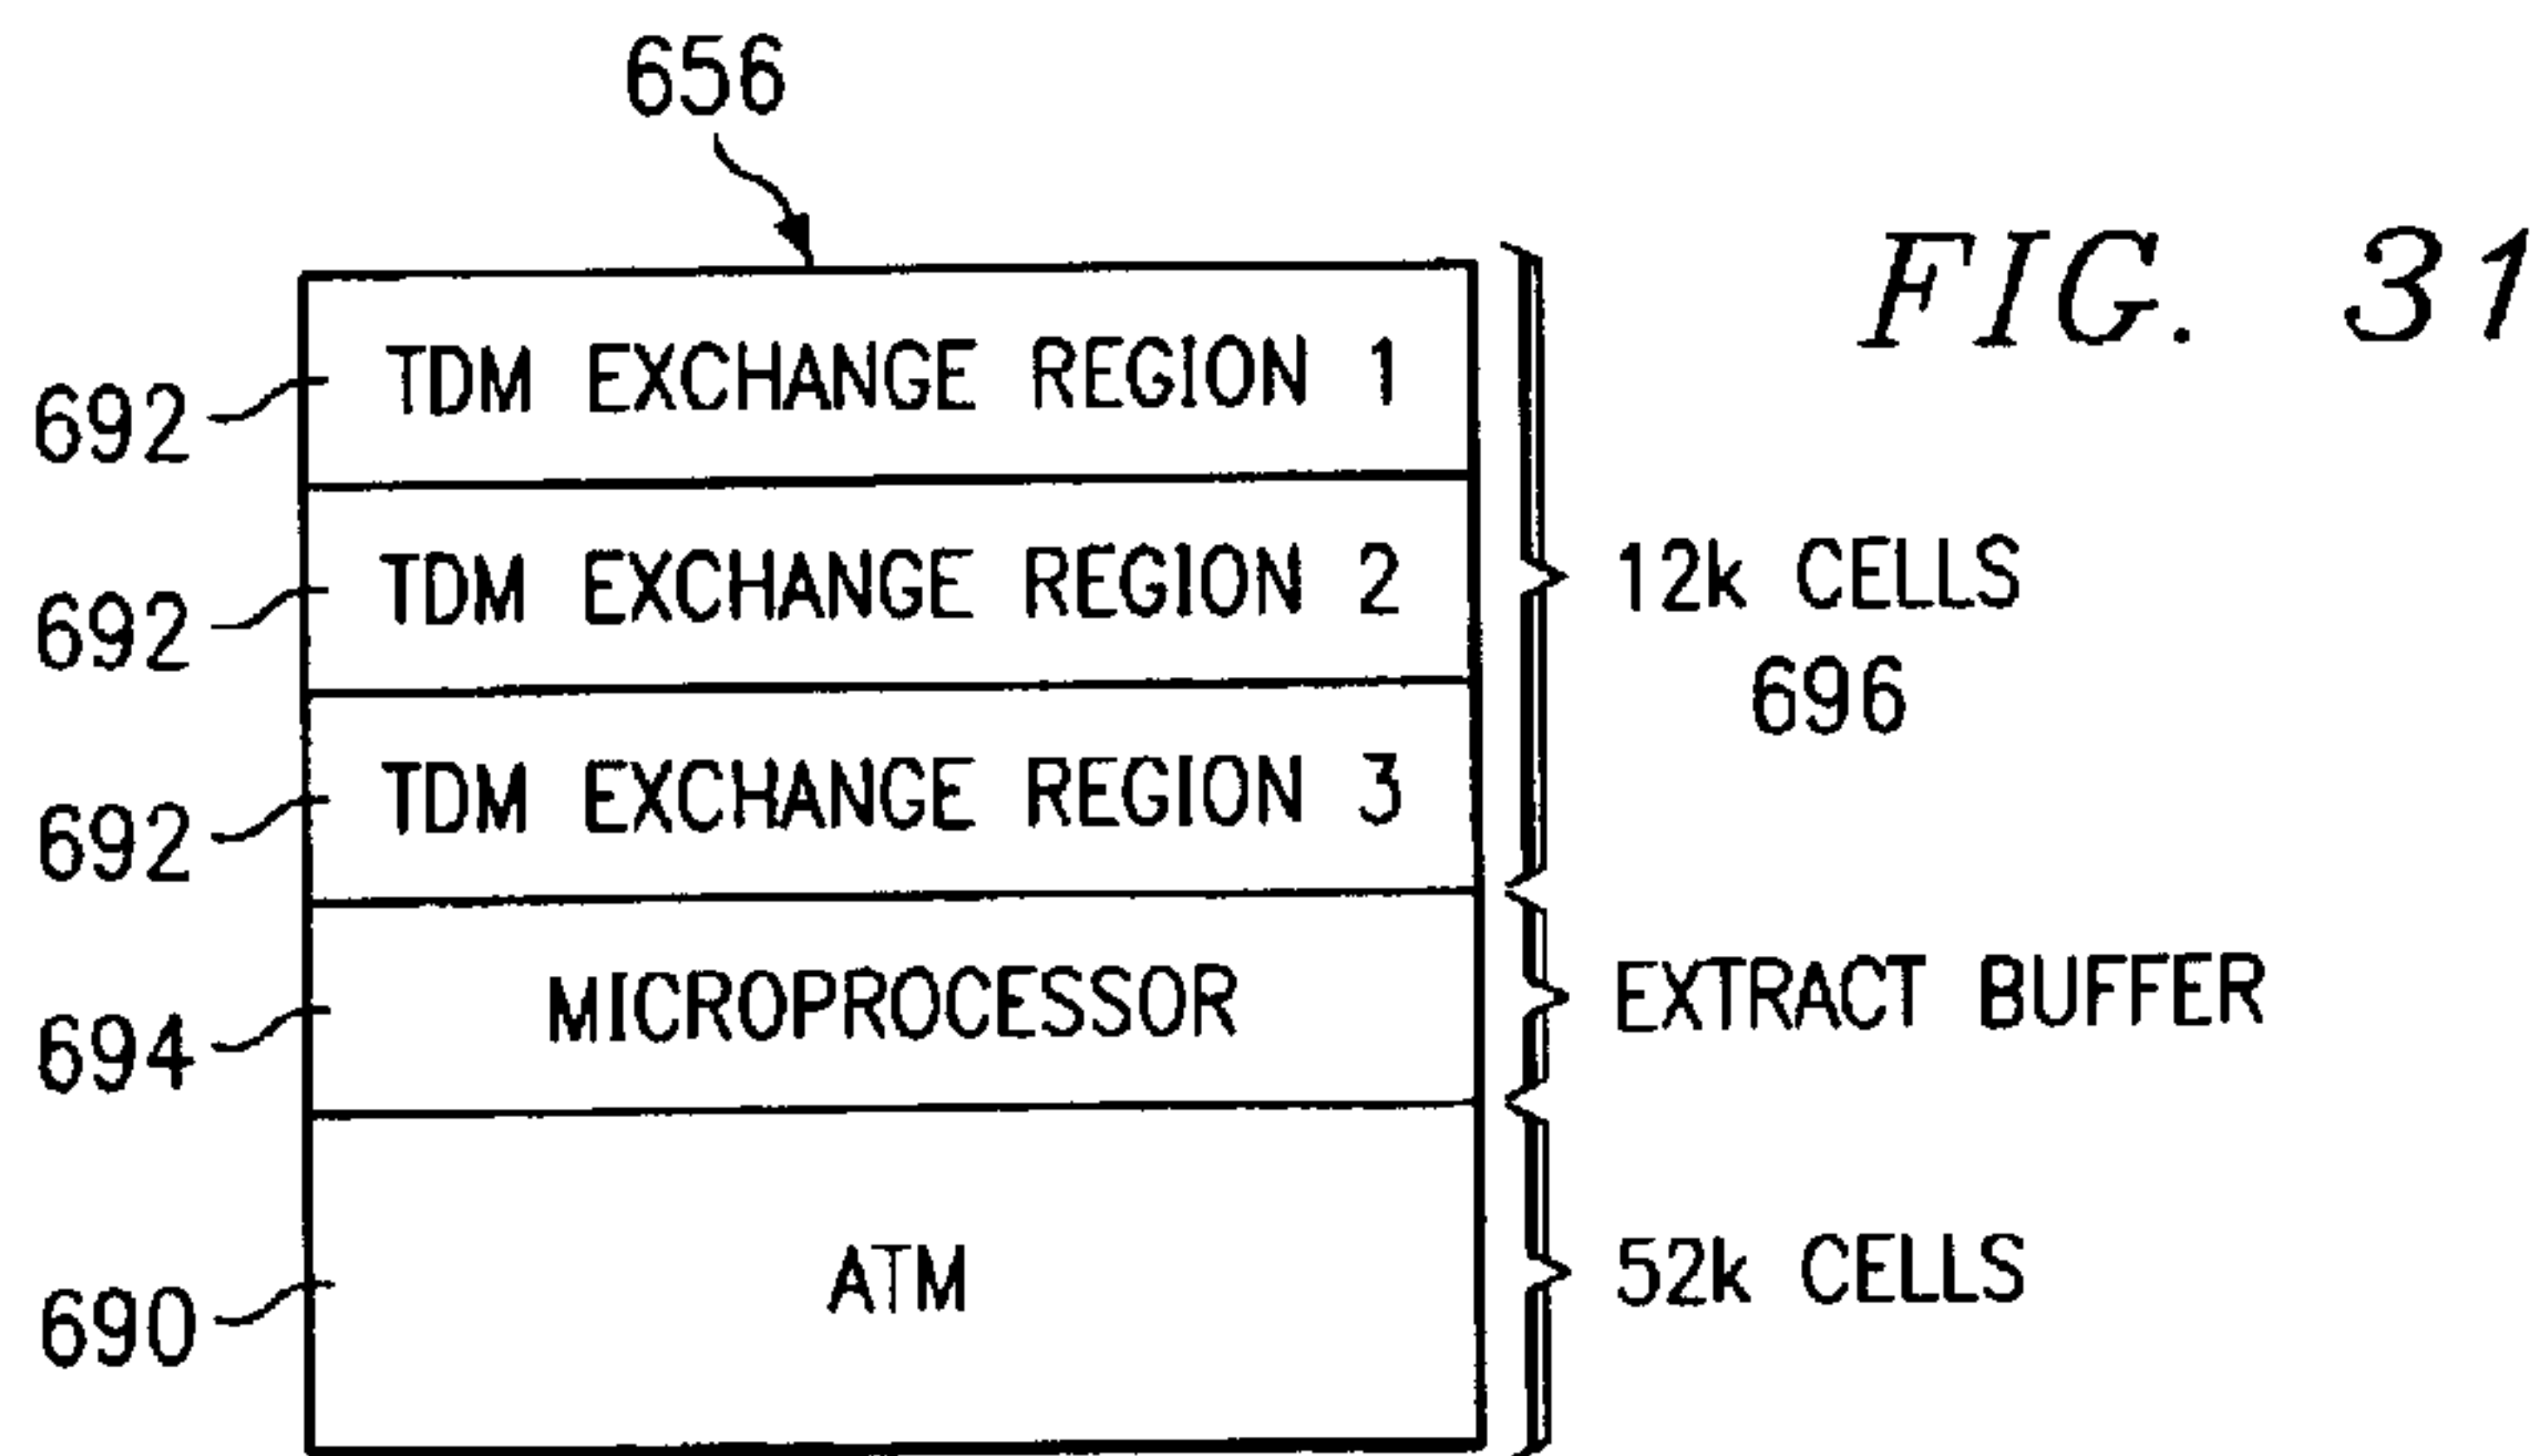 656
FIG. 31
692 TDM EXCHANGE REGION 1
692 TDM EXCHANGE REGION 2
12k CELLS
696
692 TDM EXCHANGE REGION 3
694 MICROPROCESSOR EXTRACT BUFFER
690 ATM 52k CELLS